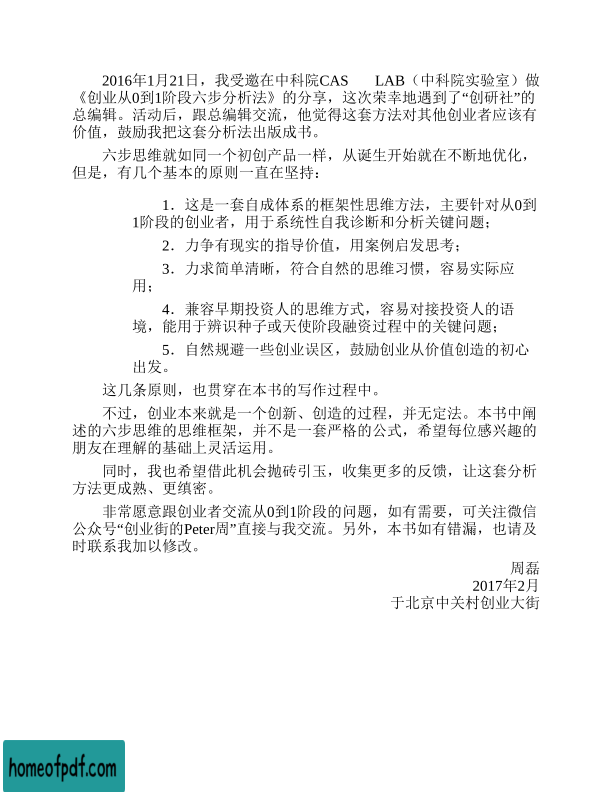 2016年1月21日，我受邀在中科院CAS LAB（中科院实验室）做
《创业从0到1阶段六步分析法》的分享，这次荣幸地遇到了“创研社”的
总编辑。活动后，跟总编辑交流，他觉得这套方法对其他创业者应该有
价值，鼓励我把这套分析法出版成书。
六步思维就如同一个初创产品一样，从诞生开始就在不断地优化，
但是，有几个基本的原则一直在坚持：
1．这是一套自成体系的框架性思维方法，主要针对从0到
1阶段的创业者，用于系统性自我诊断和分析关键问题；
2．力争有现实的指导价值，用案例启发思考；
3．力求简单清晰，符合自然的思维习惯，容易实际应
用；
4．兼容早期投资人的思维方式，容易对接投资人的语
境，能用于辨识种子或天使阶段融资过程中的关键问题；
5．自然规避一些创业误区，鼓励创业从价值创造的初心
出发。
这几条原则，也贯穿在本书的写作过程中。
不过，创业本来就是一个创新、创造的过程，并无定法。本书中阐
述的六步思维的思维框架，并不是一套严格的公式，希望每位感兴趣的
朋友在理解的基础上灵活运用。
同时，我也希望借此机会抛砖引玉，收集更多的反馈，让这套分析
方法更成熟、更缜密。
非常愿意跟创业者交流从0到1阶段的问题，如有需要，可关注微信
公众号“创业街的Peter周”直接与我交流。另外，本书如有错漏，也请及
时联系我加以修改。
周磊
2017年2月
于北京中关村创业大街
homeofpdf.com